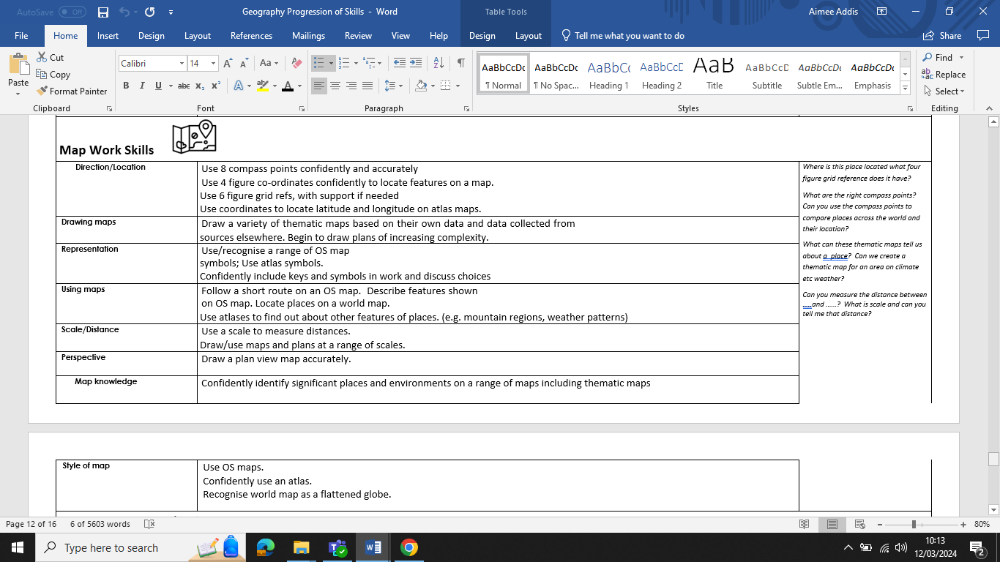 AutoSave Off
Geography Progression of Skills - Word
Table Tools
Aimee Addis
File Home Insert Design Layout References Mailings Review View Help Design Layout Tell me what you want to do Share
Paste
Cut
Copy
Format Painter
Clipboard
Calibri 14
Aa
B I U abc x₂ x² A ab A
Font
Paragraph
AaBbCcDc AaBbCcDc AaBbCc AaBbCcD AaB AaBbCcD AaBbCcDc AaBbCcDc
¶ Normal ¶ No Spac... Heading 1 Heading 2 Title Subtitle Subtle Em... Emphasis
Styles
Find
Replace
Select
Editing
Map Work Skills
Direction/Location
Use 8 compass points confidently and accurately
Use 4 figure co-ordinates confidently to locate features on a map.
Use 6 figure grid refs, with support if needed
Use coordinates to locate latitude and longitude on atlas maps.
Drawing maps
Draw a variety of thematic maps based on their own data and data collected from
sources elsewhere. Begin to draw plans of increasing complexity.
Representation
Use/recognise a range of OS map
symbols; Use atlas symbols.
Confidently include keys and symbols in work and discuss choices
Using maps
Follow a short route on an OS map. Describe features shown
on OS map. Locate places on a world map.
Use atlases to find out about other features of places. (e.g. mountain regions, weather patterns)
Scale/Distance
Use a scale to measure distances.
Draw/use maps and plans at a range of scales.
Perspective
Draw a plan view map accurately.
Map knowledge
Confidently identify significant places and environments on a range of maps including thematic maps
Where is this place located what four
figure grid reference does it have?
What are the right compass points?
Can you use the compass points to
compare places across the world and
their location?
What can these thematic maps tell us
about a place? Can we create a
thematic map for an area on climate
etc weather?
Can you measure the distance between
.....and ......? What is scale and can you
tell me that distance?
Style of map
Use OS maps.
Confidently use an atlas.
Recognise world map as a flattened globe.
Page 12 of 16 6 of 5603 words
80%
Type here to search
10:13
12/03/2024
2